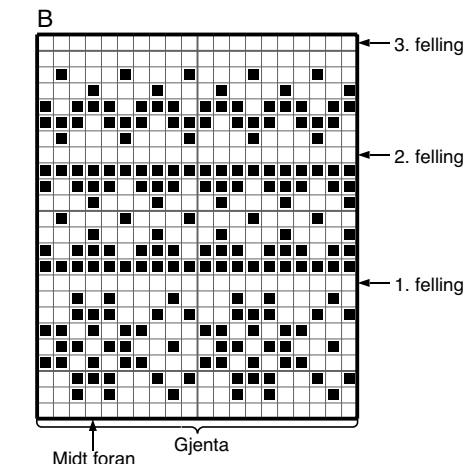 B
3. felling
2. felling
1. felling
Gjenta
Midt foran